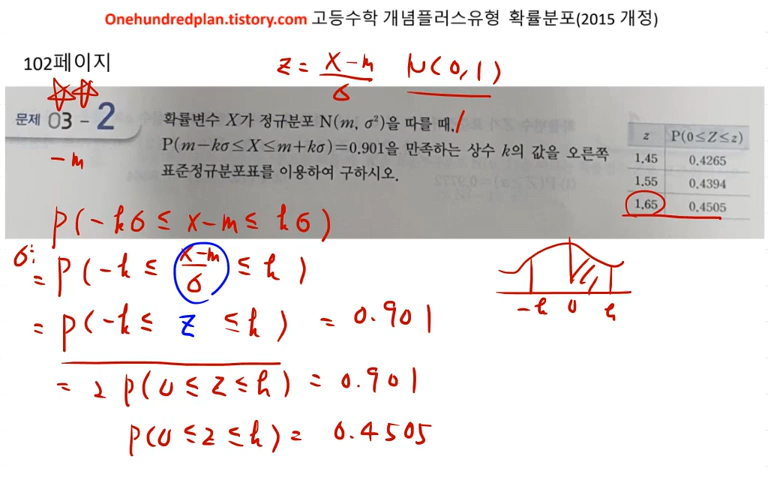 Onehundredplan.tistory.com 고등수학 개념플러스유형 확률분포(2015 개정)
102페이지
z = x-m/σ N(0, 1)
문제 03-2
-m
확률변수 X가 정규분포 N(m, σ²)을 따를 때,
P(m-kσ≤X≤m+kσ)=0.901을 만족하는 상수 k의 값을 오른쪽
표준정규분포표를 이용하여 구하시오.
z P(0≤Z≤z)
1.45 0.4265
1.55 0.4394
1.65 0.4505
P(-kσ ≤ x-m ≤ kσ)
σ: = P(-k ≤ x-m/σ ≤ k)
-k 0 k
= P(-k ≤ z ≤ k) = 0.901
= 2 P(0 ≤ z ≤ k) = 0.901
P(0 ≤ z ≤ k) = 0.4505